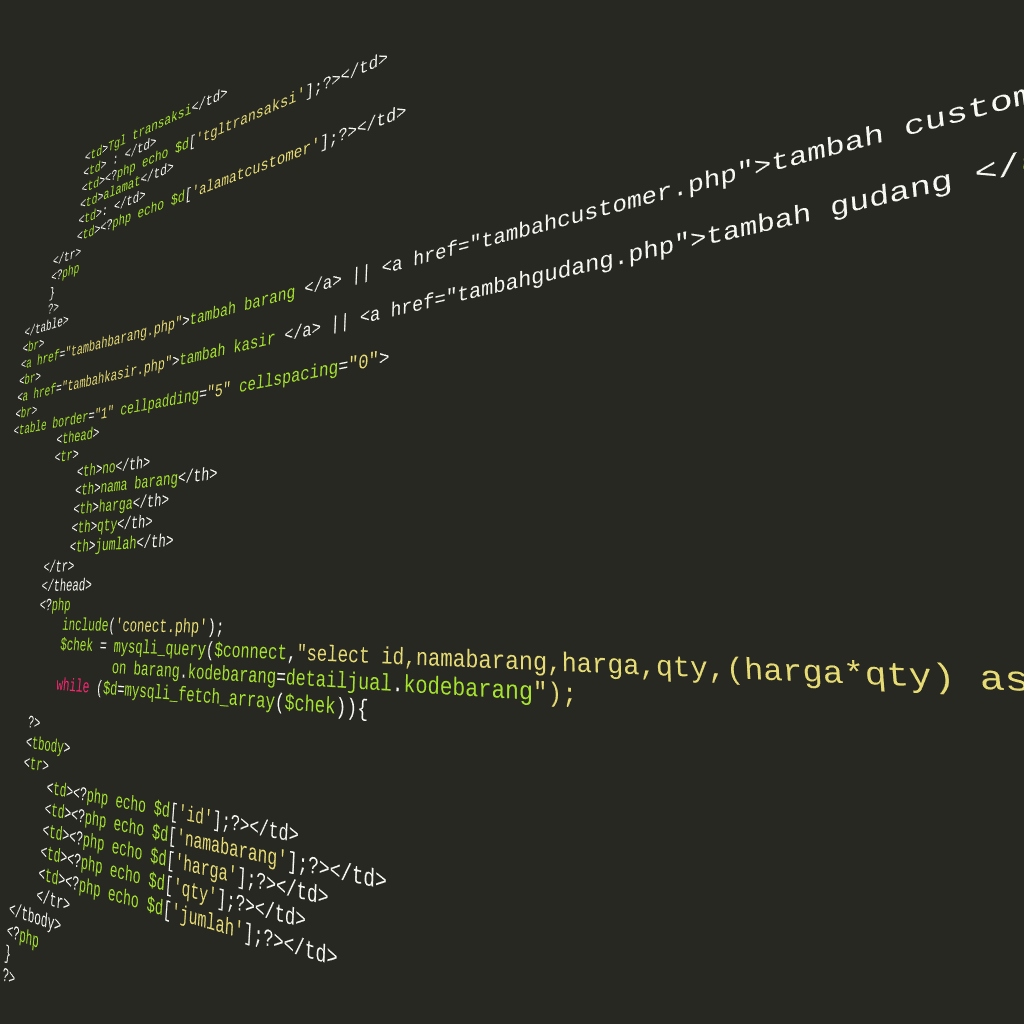 <td>Tgl transaksi</td>
<td> : </td>
<td><?php echo $d['tgltransaksi'];?></td>
<td>alamat</td>
<td>: </td>
<td><?php echo $d['alamatcustomer'];?></td>
</tr>
<?php
}
?>
</table>
<br>
<a href="tambahbarang.php">tambah barang </a> || <a href="tambahcustomer.php">tambah custom
<br>
<a href="tambahkasir.php">tambah kasir </a> || <a href="tambahgudang.php">tambah gudang </
<br>
<table border="1" cellpadding="5" cellspacing="0">
<thead>
<tr>
<th>no</th>
<th>nama barang</th>
<th>harga</th>
<th>qty</th>
<th>jumlah</th>
</tr>
</thead>
<?php
include('conect.php');
$chek = mysqli_query($connect,"select id,namabarang,harga,qty,(harga*qty) as
on barang.kodebarang=detailjual.kodebarang");
while ($d=mysqli_fetch_array($chek)){
?>
<tbody>
<tr>
<td><?php echo $d['id'];?></td>
<td><?php echo $d['namabarang'];?></td>
<td><?php echo $d['harga'];?></td>
<td><?php echo $d['qty'];?></td>
<td><?php echo $d['jumlah'];?></td>
</tr>
</tbody>
<?php
}
?>